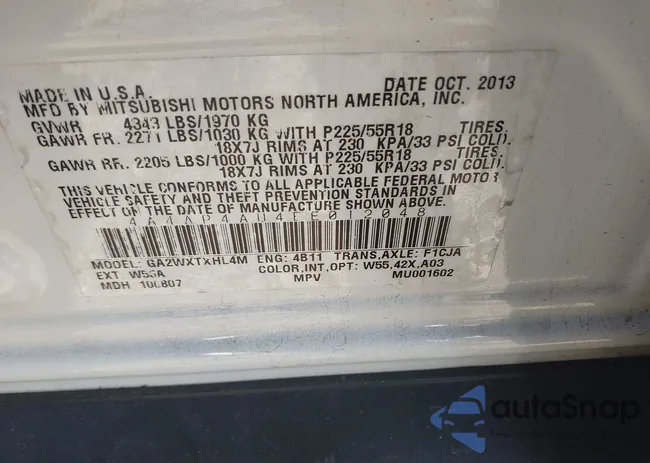 MADE IN U.S.A. DATE OCT. 2013
MFD BY MITSUBISHI MOTORS NORTH AMERICA, INC.
GVWR 4343 LBS/1970 KG
GAWR FR. 2271 LBS/1030 KG WITH P225/55R18 TIRES.
18X7J RIMS AT 230 KPA/33 PSI COLD.
GAWR RR. 2205 LBS/1000 KG WITH P225/55R18 TIRES.
18X7J RIMS AT 230 KPA/33 PSI COLD.
THIS VEHICLE CONFORMS TO ALL APPLICABLE FEDERAL MOTOR
VEHICLE SAFETY AND THEFT PREVENTION STANDARDS IN
EFFECT ON THE DATE OF MANUFACTURE SHOWN ABOVE.
4A4AP4AU4EE012048
MODEL: GA2WXTXHL4M ENG: 4B11 TRANS,AXLE: F1CJA
EXT W55A COLOR,INT,OPT: W55,42X,A03
MDH 100807 MPV MU001602
autoSnap